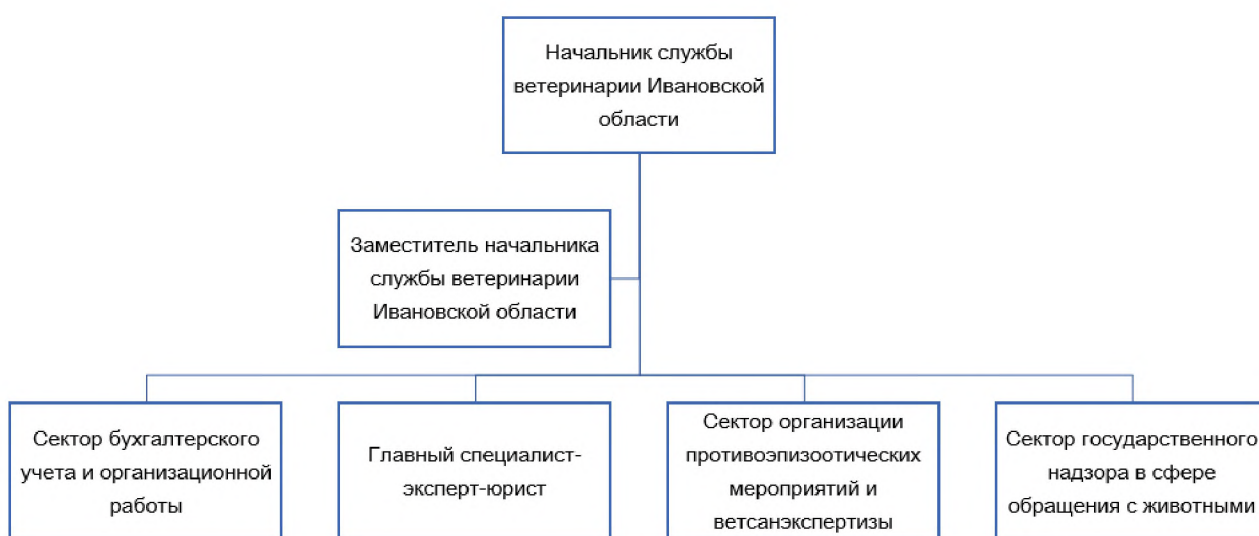 Начальник службы
ветеринарии Ивановской
области
Заместитель начальника
службы ветеринарии
Ивановской области
Сектор бухгалтерского
учета и организационной
работы
Главный специалист-
эксперт-юрист
Сектор организации
противоэпизоотических
мероприятий и
ветсанэкспертизы
Сектор государственного
надзора в сфере
обращения с животными